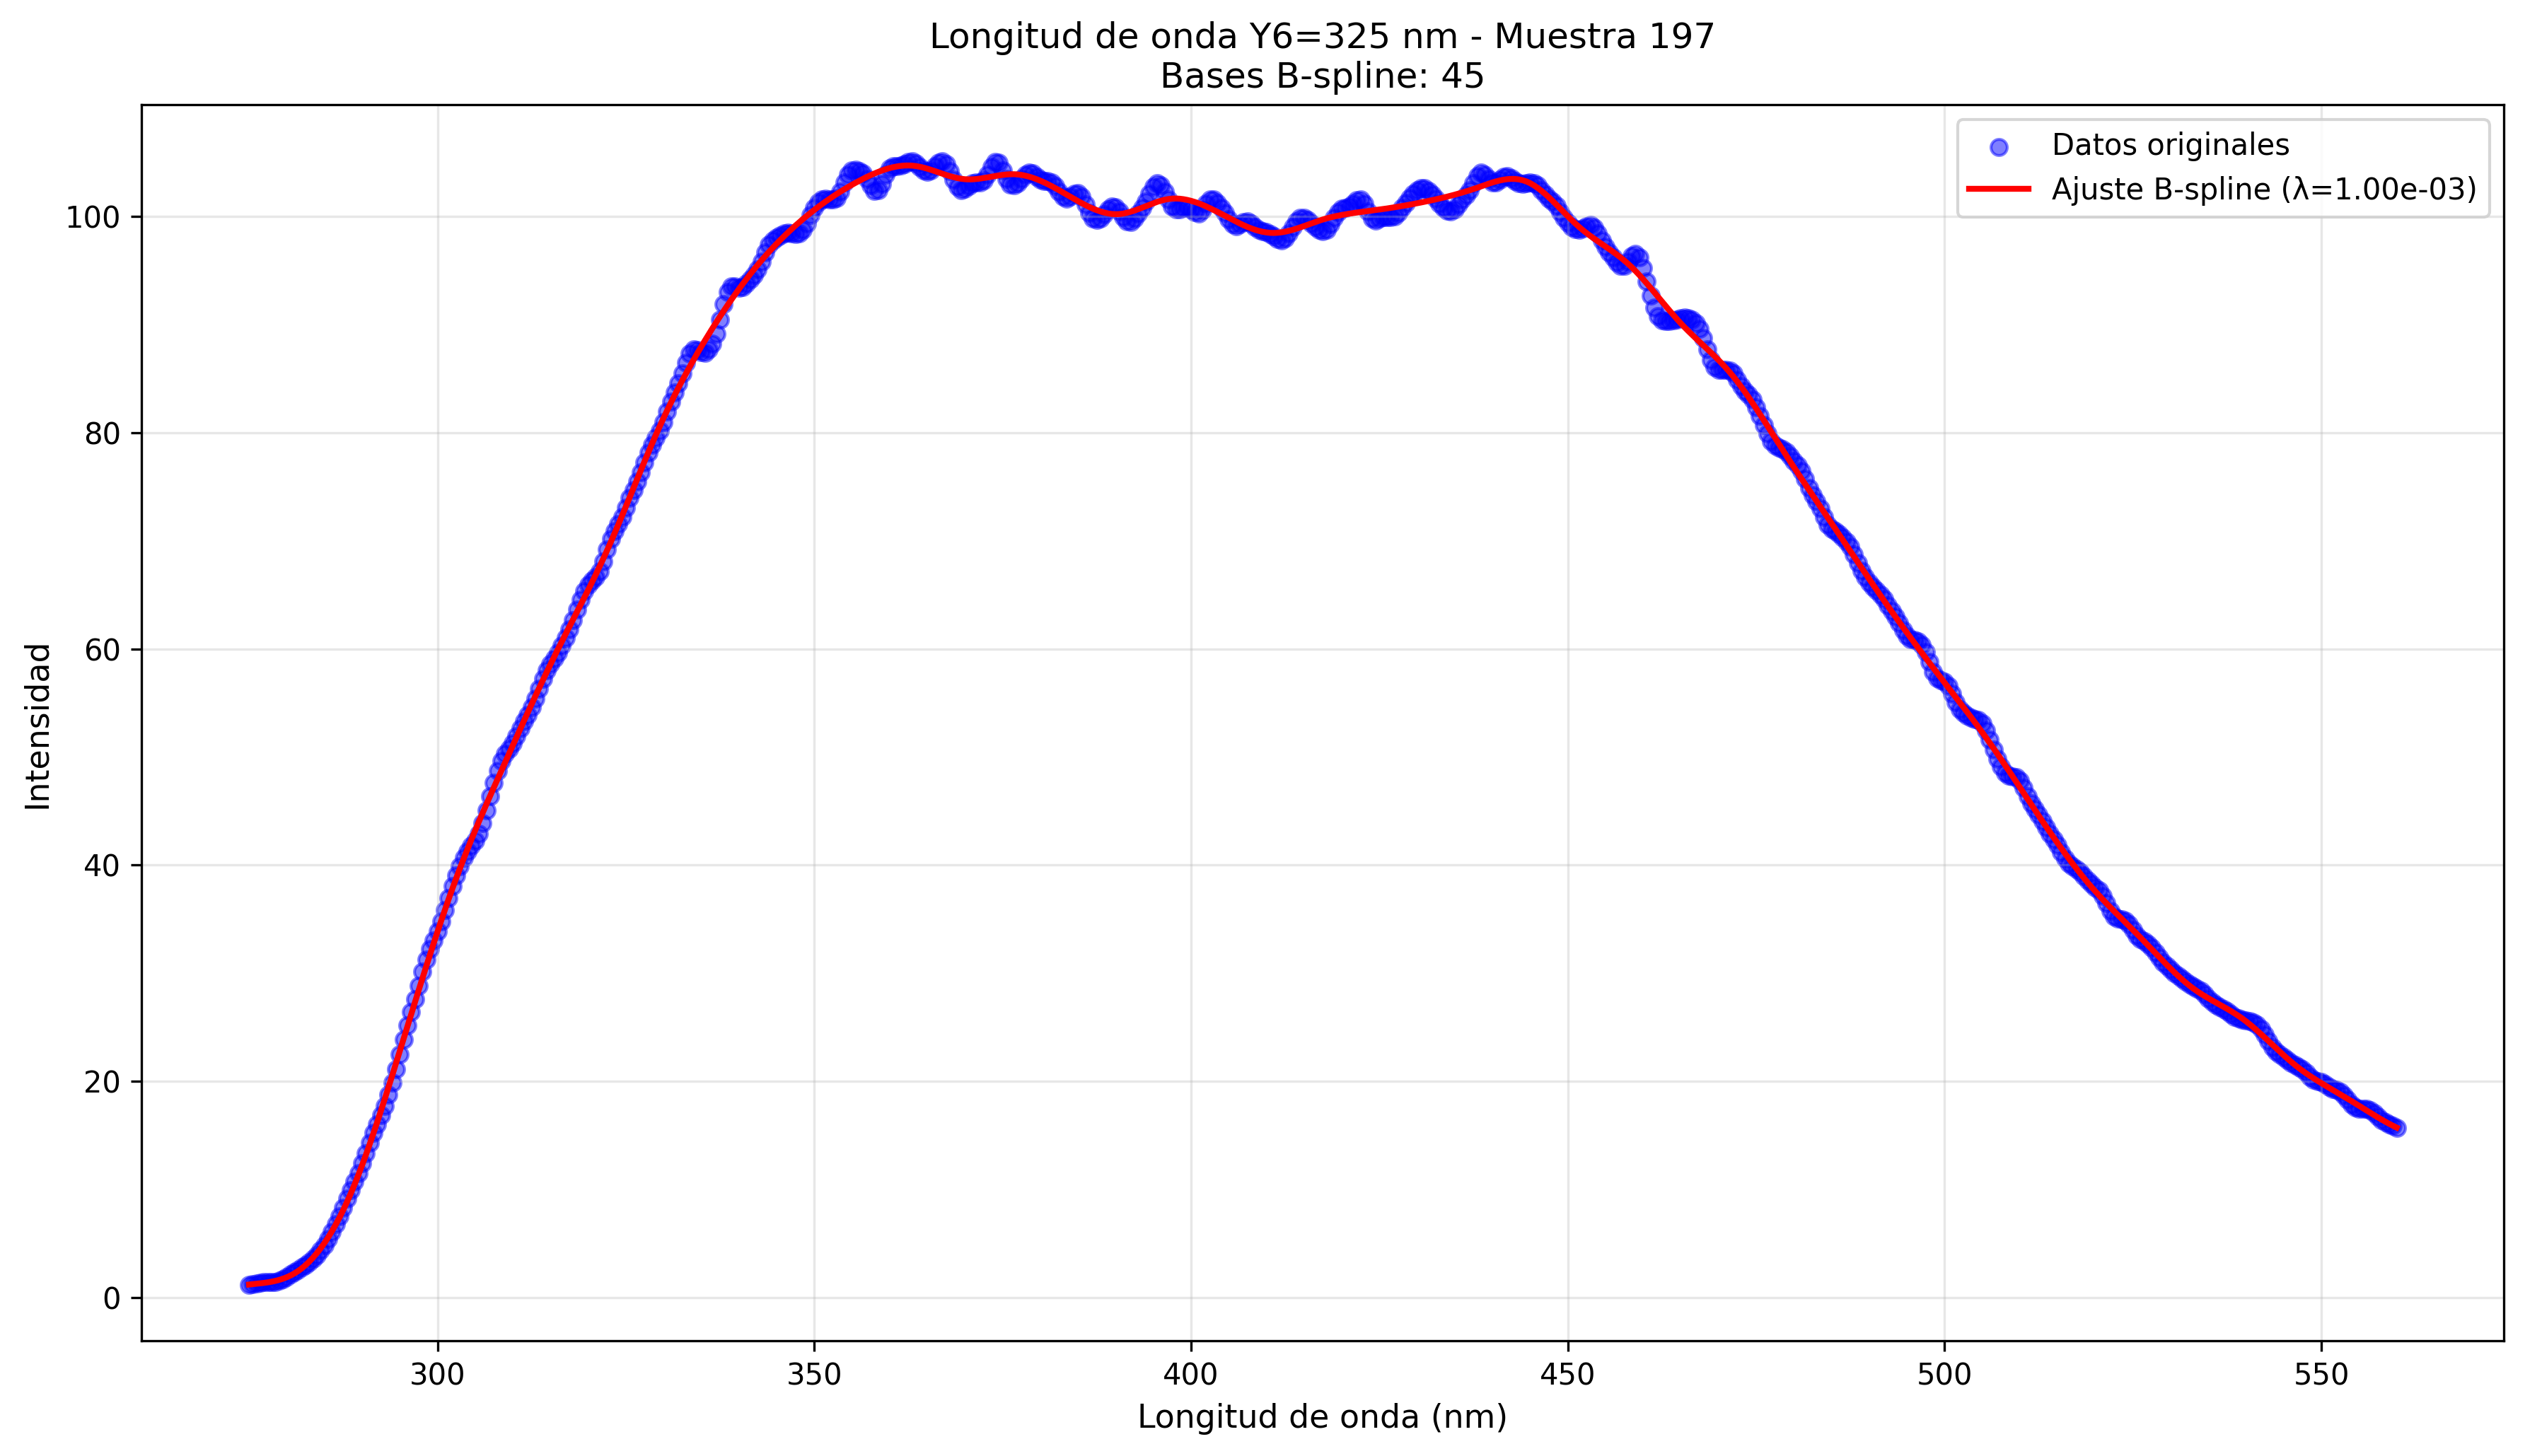 Longitud de onda Y6=325 nm - Muestra 197
Bases B-spline: 45
Datos originales
Ajuste B-spline (λ=1.00e-03)
Intensidad
100
80
60
40
20
0
300 350 400 450 500 550
Longitud de onda (nm)